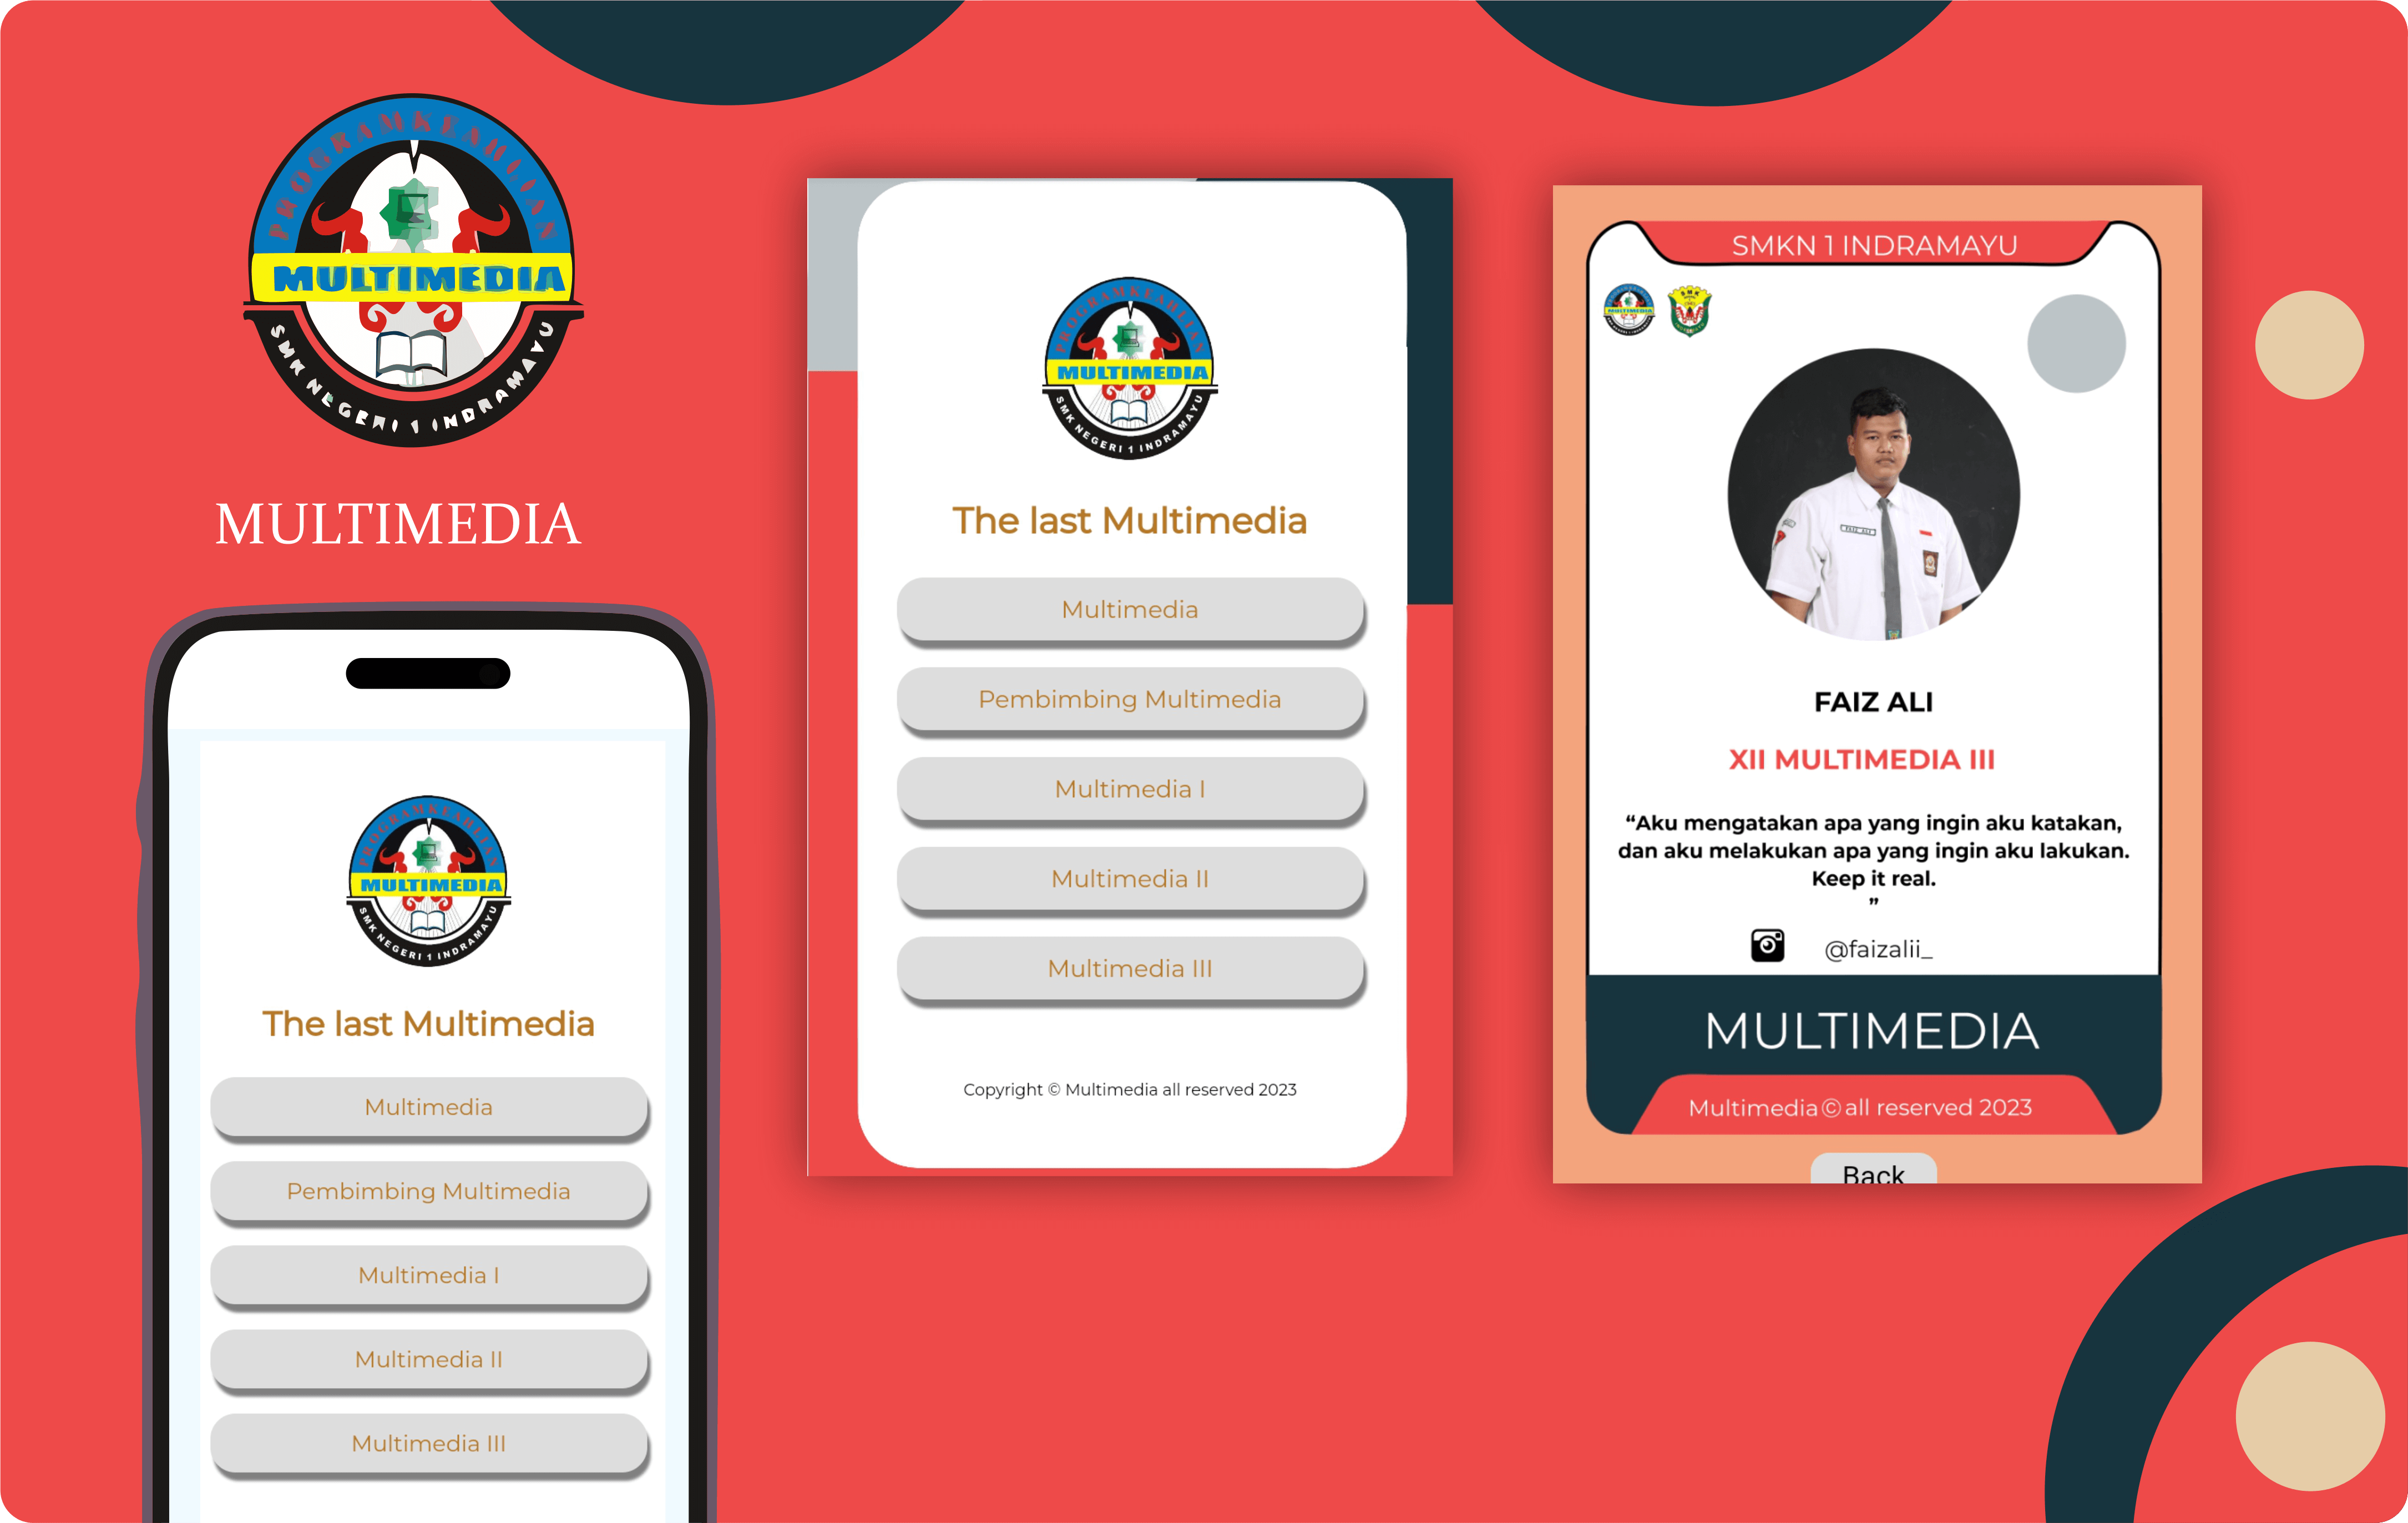 PROGRAM KEAHLIAN
MULTIMEDIA
SMK NEGERI 1 INDRAMAYU
MULTIMEDIA
PROGRAM KEAHLIAN
MULTIMEDIA
SMK NEGERI 1 INDRAMAYU
The last Multimedia
Multimedia
Pembimbing Multimedia
Multimedia I
Multimedia II
Multimedia III
PROGRAM KEAHLIAN
MULTIMEDIA
SMK NEGERI 1 INDRAMAYU
The last Multimedia
Multimedia
Pembimbing Multimedia
Multimedia I
Multimedia II
Multimedia III
Copyright © Multimedia all reserved 2023
SMKN 1 INDRAMAYU
MULTIMEDIA
SMK
FAIZ ALI
FAIZ ALI
XII MULTIMEDIA III
“Aku mengatakan apa yang ingin aku katakan,
dan aku melakukan apa yang ingin aku lakukan.
Keep it real.
”
@faizalii_
MULTIMEDIA
Multimedia © all reserved 2023
Back